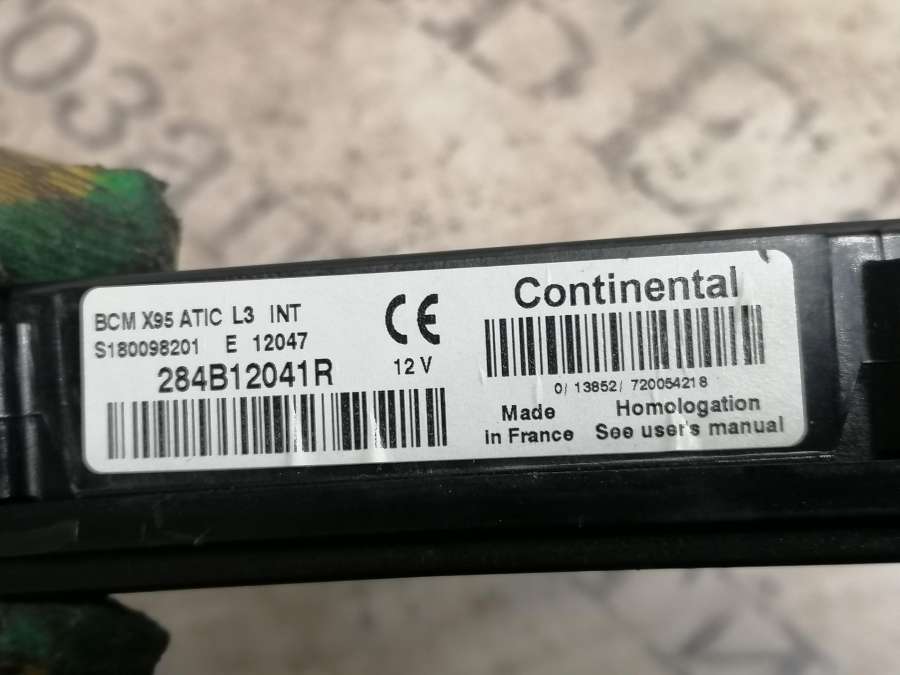 BCM X95 ATIC L3 INT
S180098201 E 12047
284B12041R
CE
12 V
Continental
0/ 13852/ 720054218
Made
in France
Homologation
See user's manual